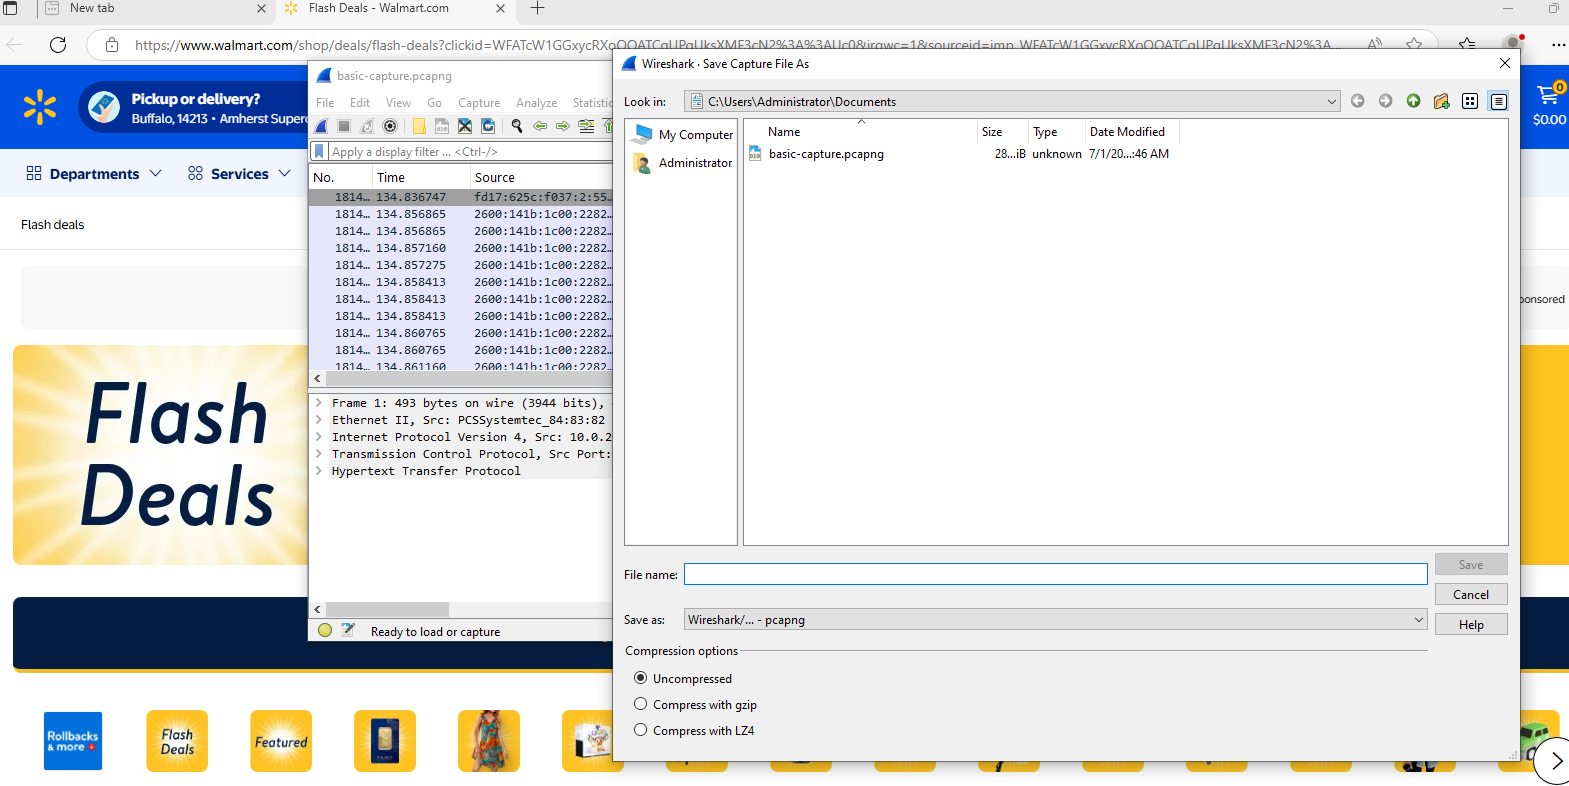 New tab
Flash Deals - Walmart.com
https://www.walmart.com/shop/deals/flash-deals?clickid=
Pickup or delivery?
Buffalo, 14213 • Amherst Superc
0
$0.00
Departments
Services
Flash deals
ponsored
Flash
Deals
Rollbacks
& more
Flash
Deals
Featured
basic-capture.pcapng
File Edit View Go Capture Analyze Statistic
Apply a display filter ... <Ctrl-/>
No. Time Source
1814… 134.836747 fd17:625c:f037:2:55…
1814… 134.856865 2600:141b:1c00:2282…
1814… 134.856865 2600:141b:1c00:2282…
1814… 134.857160 2600:141b:1c00:2282…
1814… 134.857275 2600:141b:1c00:2282…
1814… 134.858413 2600:141b:1c00:2282…
1814… 134.858413 2600:141b:1c00:2282…
1814… 134.858413 2600:141b:1c00:2282…
1814… 134.860765 2600:141b:1c00:2282…
1814… 134.860765 2600:141b:1c00:2282…
1814… 134.861160 2600:141b:1c00:2282…
Frame 1: 493 bytes on wire (3944 bits),
Ethernet II, Src: PCSSystemtec_84:83:82
Internet Protocol Version 4, Src: 10.0.2
Transmission Control Protocol, Src Port:
Hypertext Transfer Protocol
Ready to load or capture
Wireshark · Save Capture File As
Look in: C:\Users\Administrator\Documents
My Computer
Administrator
Name Size Type Date Modified
basic-capture.pcapng 28...iB unknown 7/1/20...:46 AM
File name:
Save
Cancel
Save as: Wireshark/... - pcapng
Help
Compression options
Uncompressed
Compress with gzip
Compress with LZ4